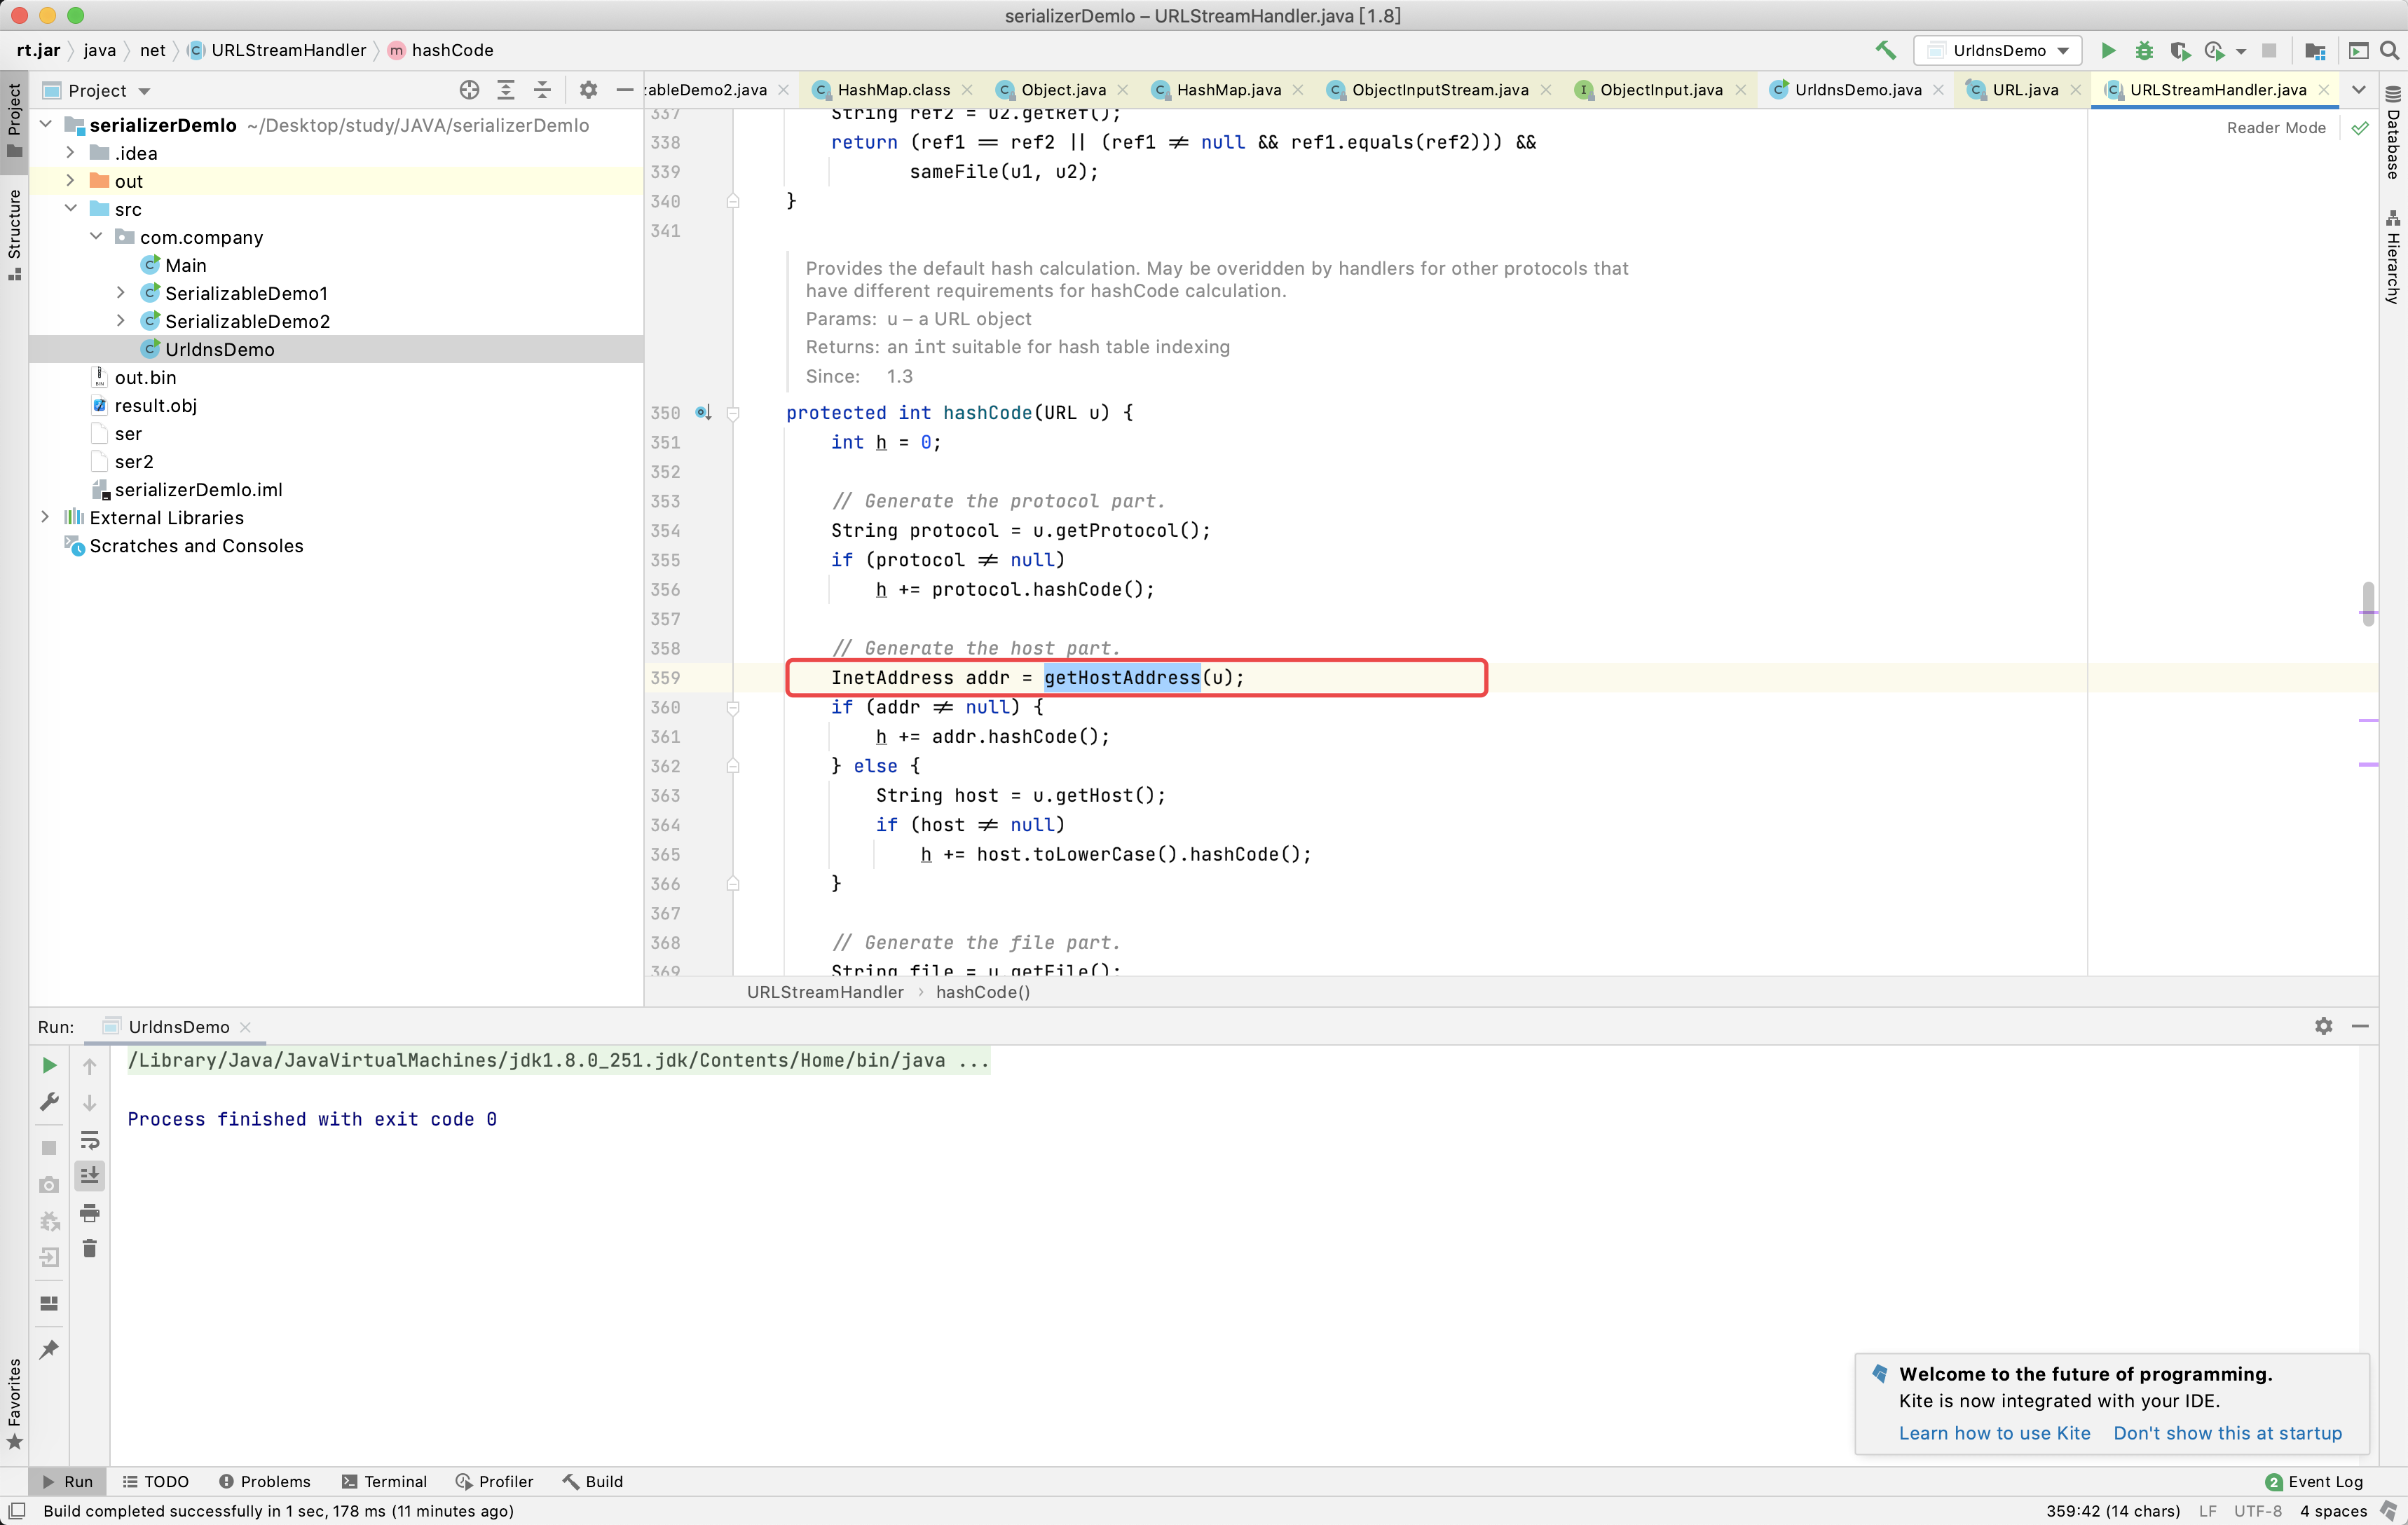 serializerDemlo – URLStreamHandler.java [1.8]
rt.jar java net URLStreamHandler hashCode
UrldnsDemo
Project
zableDemo2.java HashMap.class Object.java HashMap.java ObjectInputStream.java ObjectInput.java UrldnsDemo.java URL.java URLStreamHandler.java
Project
Structure
Favorites
serializerDemlo ~/Desktop/study/JAVA/serializerDemlo
.idea
out
src
com.company
Main
SerializableDemo1
SerializableDemo2
UrldnsDemo
out.bin
result.obj
ser
ser2
serializerDemlo.iml
External Libraries
Scratches and Consoles
Reader Mode
Database
Hierarchy
337 String ref2 = u2.getRef();
338 return (ref1 == ref2 || (ref1 != null && ref1.equals(ref2))) &&
339 sameFile(u1, u2);
340 }
341
Provides the default hash calculation. May be overidden by handlers for other protocols that
have different requirements for hashCode calculation.
Params: u – a URL object
Returns: an int suitable for hash table indexing
Since: 1.3
350 protected int hashCode(URL u) {
351 int h = 0;
352
353 // Generate the protocol part.
354 String protocol = u.getProtocol();
355 if (protocol != null)
356 h += protocol.hashCode();
357
358 // Generate the host part.
359 InetAddress addr = getHostAddress(u);
360 if (addr != null) {
361 h += addr.hashCode();
362 } else {
363 String host = u.getHost();
364 if (host != null)
365 h += host.toLowerCase().hashCode();
366 }
367
368 // Generate the file part.
369 String file = u.getFile();
URLStreamHandler › hashCode()
Run: UrldnsDemo
/Library/Java/JavaVirtualMachines/jdk1.8.0_251.jdk/Contents/Home/bin/java ...
Process finished with exit code 0
Welcome to the future of programming.
Kite is now integrated with your IDE.
Learn how to use Kite Don't show this at startup
Run TODO Problems Terminal Profiler Build 2 Event Log
Build completed successfully in 1 sec, 178 ms (11 minutes ago) 359:42 (14 chars) LF UTF-8 4 spaces